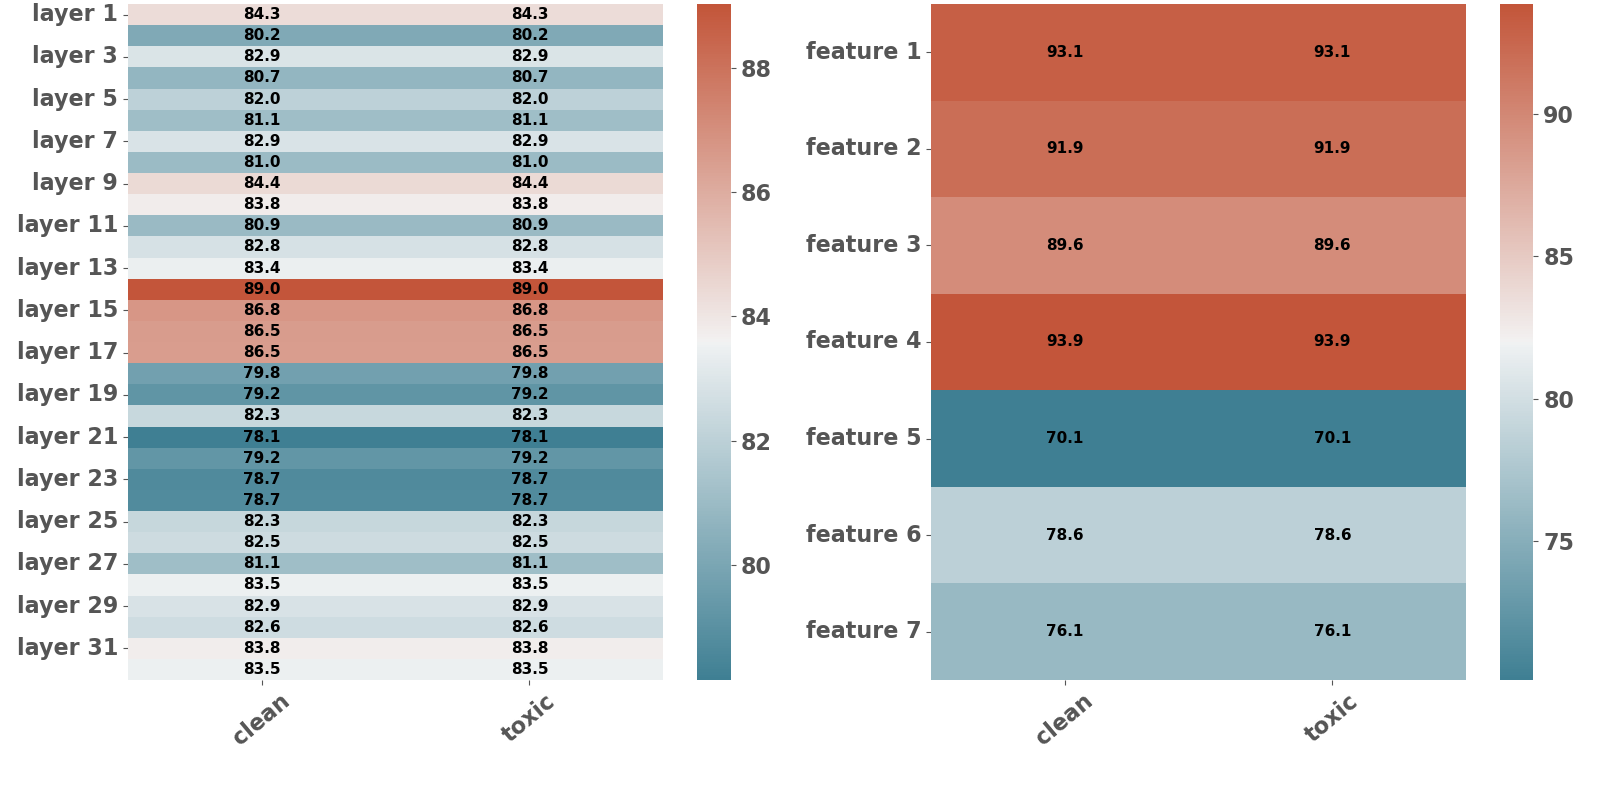 layer 1 84.3 84.3
80.2 80.2
layer 3 82.9 82.9
80.7 80.7
layer 5 82.0 82.0
81.1 81.1
layer 7 82.9 82.9
81.0 81.0
layer 9 84.4 84.4
83.8 83.8
layer 11 80.9 80.9
82.8 82.8
layer 13 83.4 83.4
89.0 89.0
layer 15 86.8 86.8
86.5 86.5
layer 17 86.5 86.5
79.8 79.8
layer 19 79.2 79.2
82.3 82.3
layer 21 78.1 78.1
79.2 79.2
layer 23 78.7 78.7
78.7 78.7
layer 25 82.3 82.3
82.5 82.5
layer 27 81.1 81.1
83.5 83.5
layer 29 82.9 82.9
82.6 82.6
layer 31 83.8 83.8
83.5 83.5
clean toxic
88
86
84
82
80
feature 1 93.1 93.1
feature 2 91.9 91.9
feature 3 89.6 89.6
feature 4 93.9 93.9
feature 5 70.1 70.1
feature 6 78.6 78.6
feature 7 76.1 76.1
clean toxic
90
85
80
75